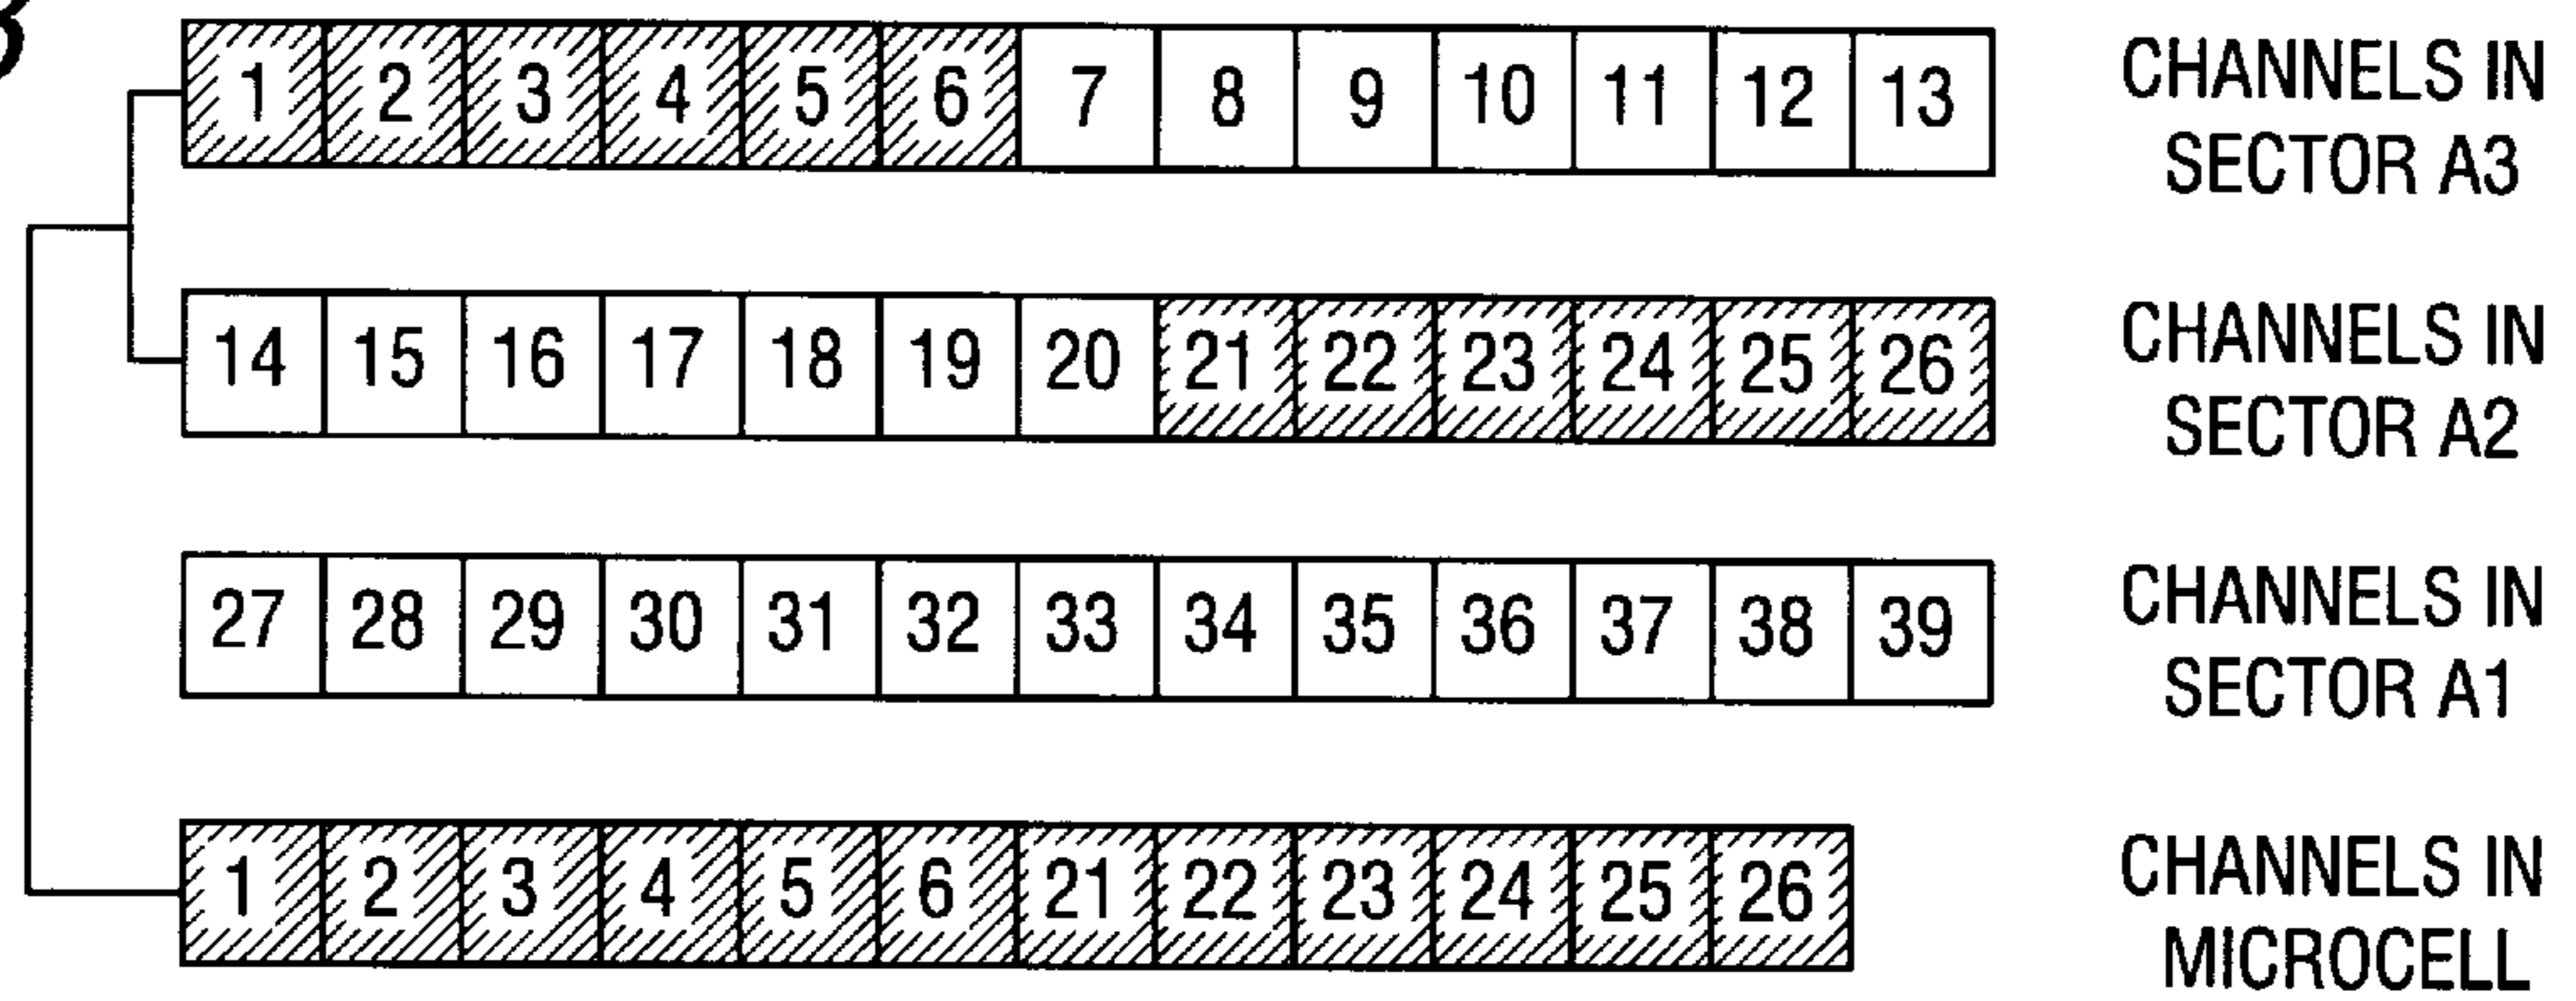 1 2 3 4 5 6 7 8 9 10 11 12 13
CHANNELS IN
SECTOR A3
14 15 16 17 18 19 20 21 22 23 24 25 26
CHANNELS IN
SECTOR A2
27 28 29 30 31 32 33 34 35 36 37 38 39
CHANNELS IN
SECTOR A1
1 2 3 4 5 6 21 22 23 24 25 26
CHANNELS IN
MICROCELL